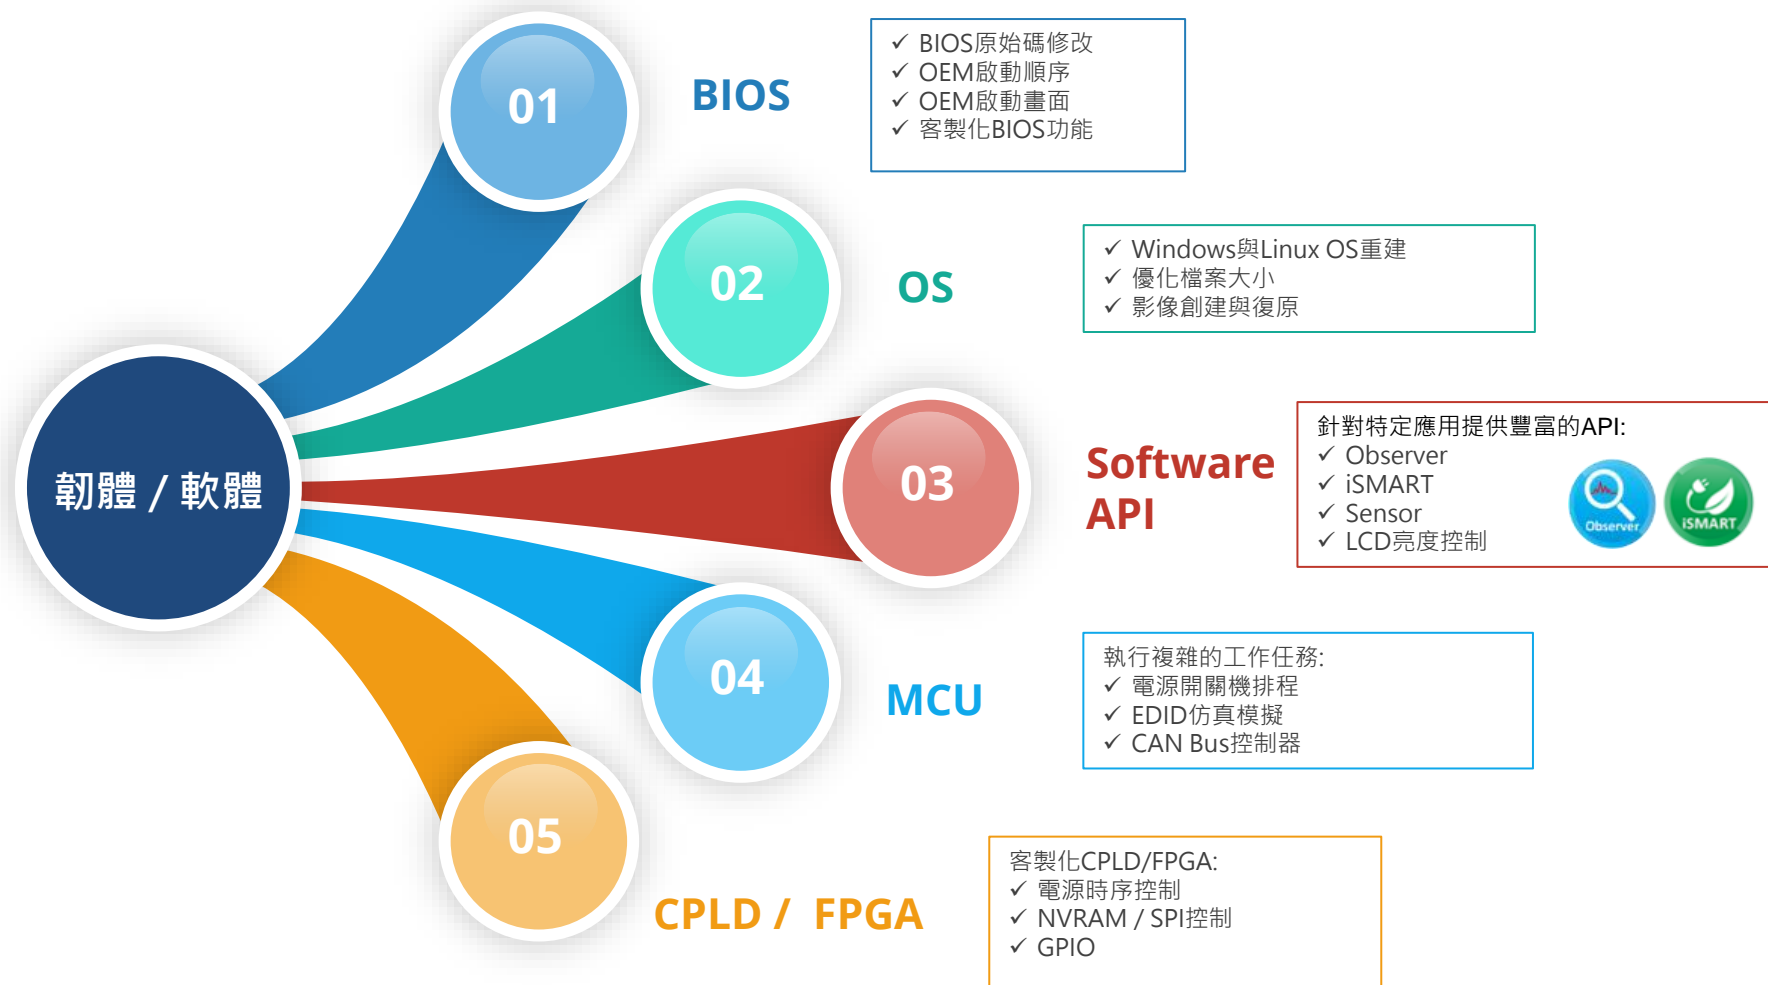 01
BIOS
✓ BIOS原始碼修改
✓ OEM啟動順序
✓ OEM啟動畫面
✓ 客製化BIOS功能
02
OS
✓ Windows與Linux OS重建
✓ 優化檔案大小
✓ 影像創建與復原
韌體 / 軟體
03
Software
API
針對特定應用提供豐富的API:
✓ Observer
✓ iSMART
✓ Sensor
✓ LCD亮度控制
Observer
iSMART
04
MCU
執行複雜的工作任務:
✓ 電源開關機排程
✓ EDID仿真模擬
✓ CAN Bus控制器
05
CPLD / FPGA
客製化CPLD/FPGA:
✓ 電源時序控制
✓ NVRAM / SPI控制
✓ GPIO